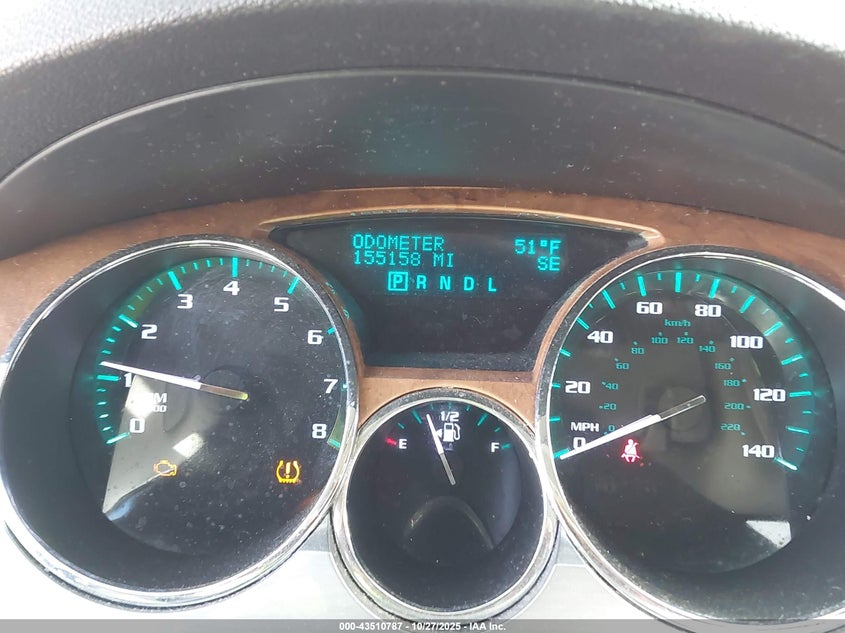 ODOMETER 51°F
155158 MI SE
P R N D L
0 1 2 3 4 5 6 7 8
E 1/2 F
0 20 40 60 80 100 120 140
MPH
km/h
0 20 40 60 80 100 120 140 160 180 200 220
000-43510787 - 10/27/2025 - IAA Inc.